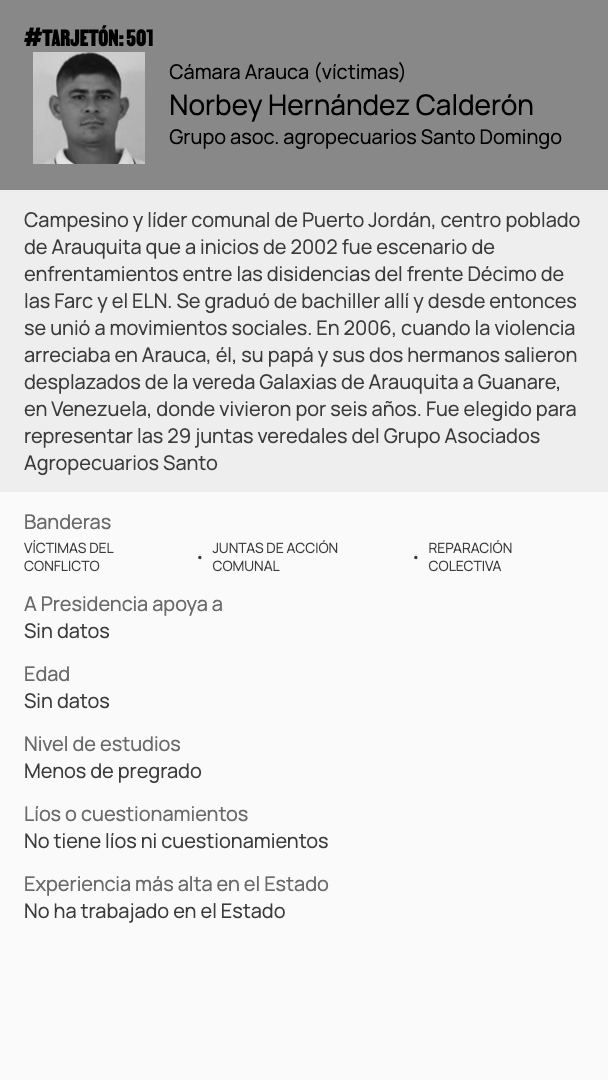 #TARJETÓN: 501
Cámara Arauca (víctimas)
Norbey Hernández Calderón
Grupo asoc. agropecuarios Santo Domingo
Campesino y líder comunal de Puerto Jordán, centro poblado
de Arauquita que a inicios de 2002 fue escenario de
enfrentamientos entre las disidencias del frente Décimo de
las Farc y el ELN. Se graduó de bachiller allí y desde entonces
se unió a movimientos sociales. En 2006, cuando la violencia
arreciaba en Arauca, él, su papá y sus dos hermanos salieron
desplazados de la vereda Galaxias de Arauquita a Guanare,
en Venezuela, donde vivieron por seis años. Fue elegido para
representar las 29 juntas veredales del Grupo Asociados
Agropecuarios Santo
Banderas
VÍCTIMAS DEL CONFLICTO • JUNTAS DE ACCIÓN COMUNAL • REPARACIÓN COLECTIVA
A Presidencia apoya a
Sin datos
Edad
Sin datos
Nivel de estudios
Menos de pregrado
Líos o cuestionamientos
No tiene líos ni cuestionamientos
Experiencia más alta en el Estado
No ha trabajado en el Estado